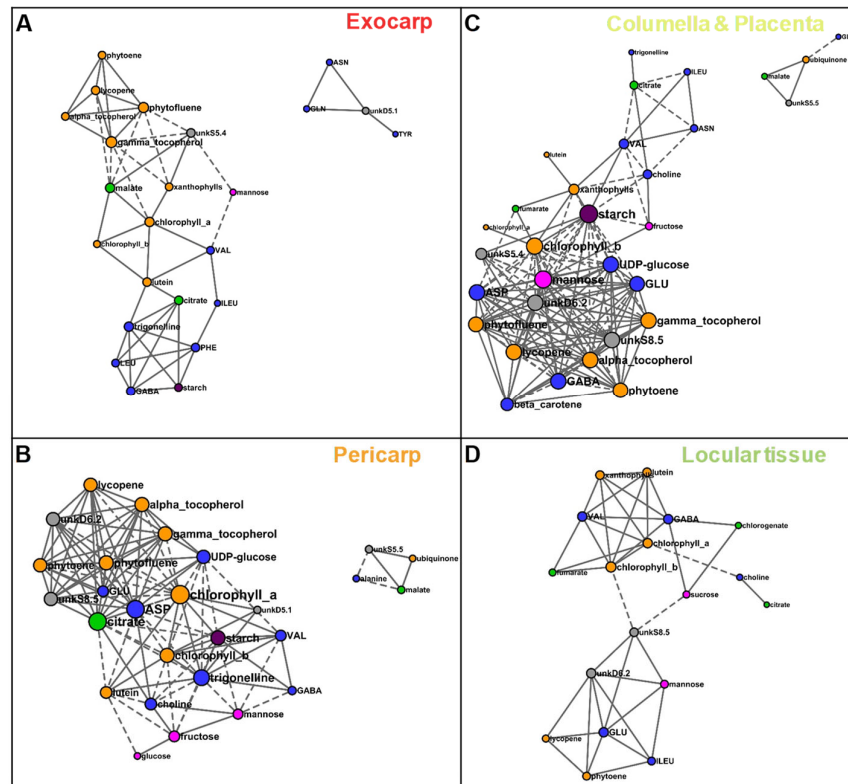 A
Exocarp
phytoene
lycopene
phytofluene
alpha_tocopherol
unkS5.4
gamma_tocopherol
malate
xanthophylls
mannose
chlorophyll_a
chlorophyll_b
VAL
lutein
citrate
ILEU
trigonelline
PHE
LEU
GABA
starch
ASN
GLN
unkD5.1
TYR
C
Columella & Placenta
trigonelline
ILEU
citrate
ASN
VAL
lutein
choline
xanthophylls
fumarate
starch
chlorophyll_a
fructose
chlorophyll_b
unkS5.4
UDP-glucose
mannose
GLU
ASP
unkD6.2
phytofluene
gamma_tocopherol
unkS8.5
lycopene
alpha_tocopherol
GABA
phytoene
beta_carotene
ubiquinone
malate
unkS5.5
B
Pericarp
lycopene
alpha_tocopherol
unkD6.2
gamma_tocopherol
UDP-glucose
phytoene
phytofluene
GLU
chlorophyll_a
unkS8.5
ASP
unkD5.1
citrate
starch
VAL
chlorophyll_b
trigonelline
GABA
lutein
choline
mannose
fructose
glucose
unkS5.5
ubiquinone
alanine
malate
D
Locular tissue
lutein
xanthophylls
VAL
GABA
chlorogenate
chlorophyll_a
fumarate
chlorophyll_b
choline
sucrose
citrate
unkS8.5
unkD6.2
mannose
GLU
lycopene
ILEU
phytoene